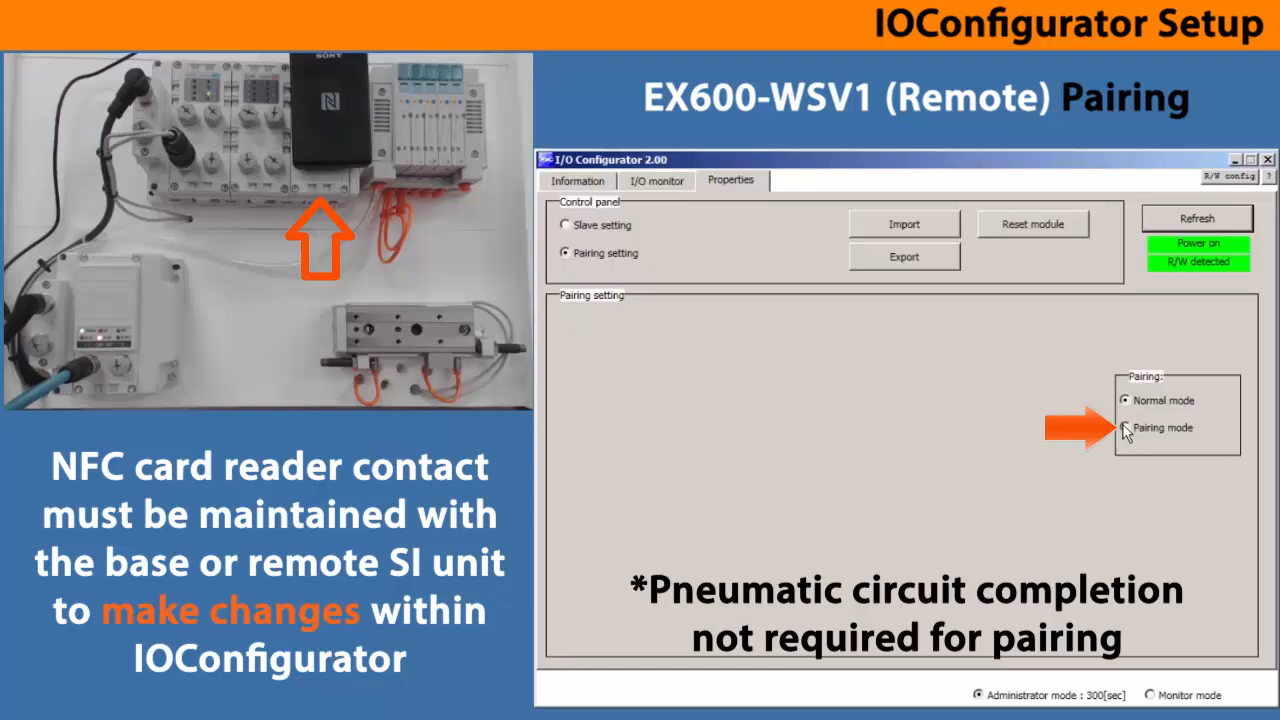 IOConfigurator Setup
SONY
EX600-WSV1 (Remote) Pairing
I/O Configurator 2.00
Information
I/O monitor
Properties
R/W config
?
Control panel
Slave setting
Pairing setting
Import
Export
Reset module
Refresh
Power on
R/W detected
Pairing setting
Pairing:
Normal mode
Pairing mode
NFC card reader contact
must be maintained with
the base or remote SI unit
to make changes within
IOConfigurator
*Pneumatic circuit completion
not required for pairing
Administrator mode : 300[sec]
Monitor mode